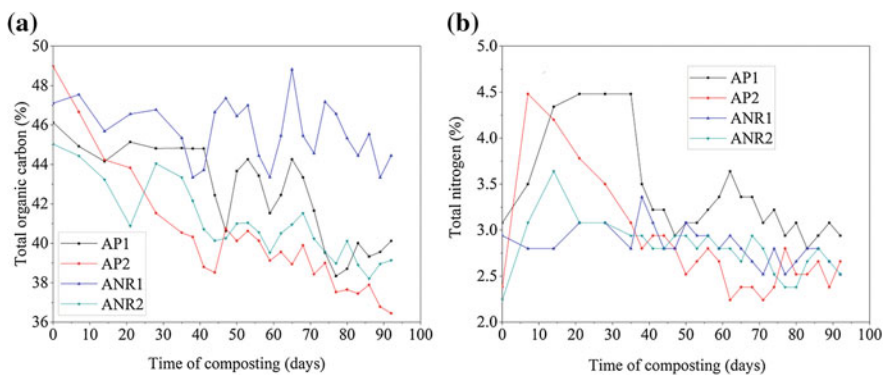 (a)
50
48
46
44
42
40
38
36
Total organic carbon (%)
AP1
AP2
ANR1
ANR2
0 10 20 30 40 50 60 70 80 90 100
Time of composting (days)
(b)
5.0
4.5
4.0
3.5
3.0
2.5
2.0
Total nitrogen (%)
AP1
AP2
ANR1
ANR2
0 10 20 30 40 50 60 70 80 90 100
Time of composting (days)